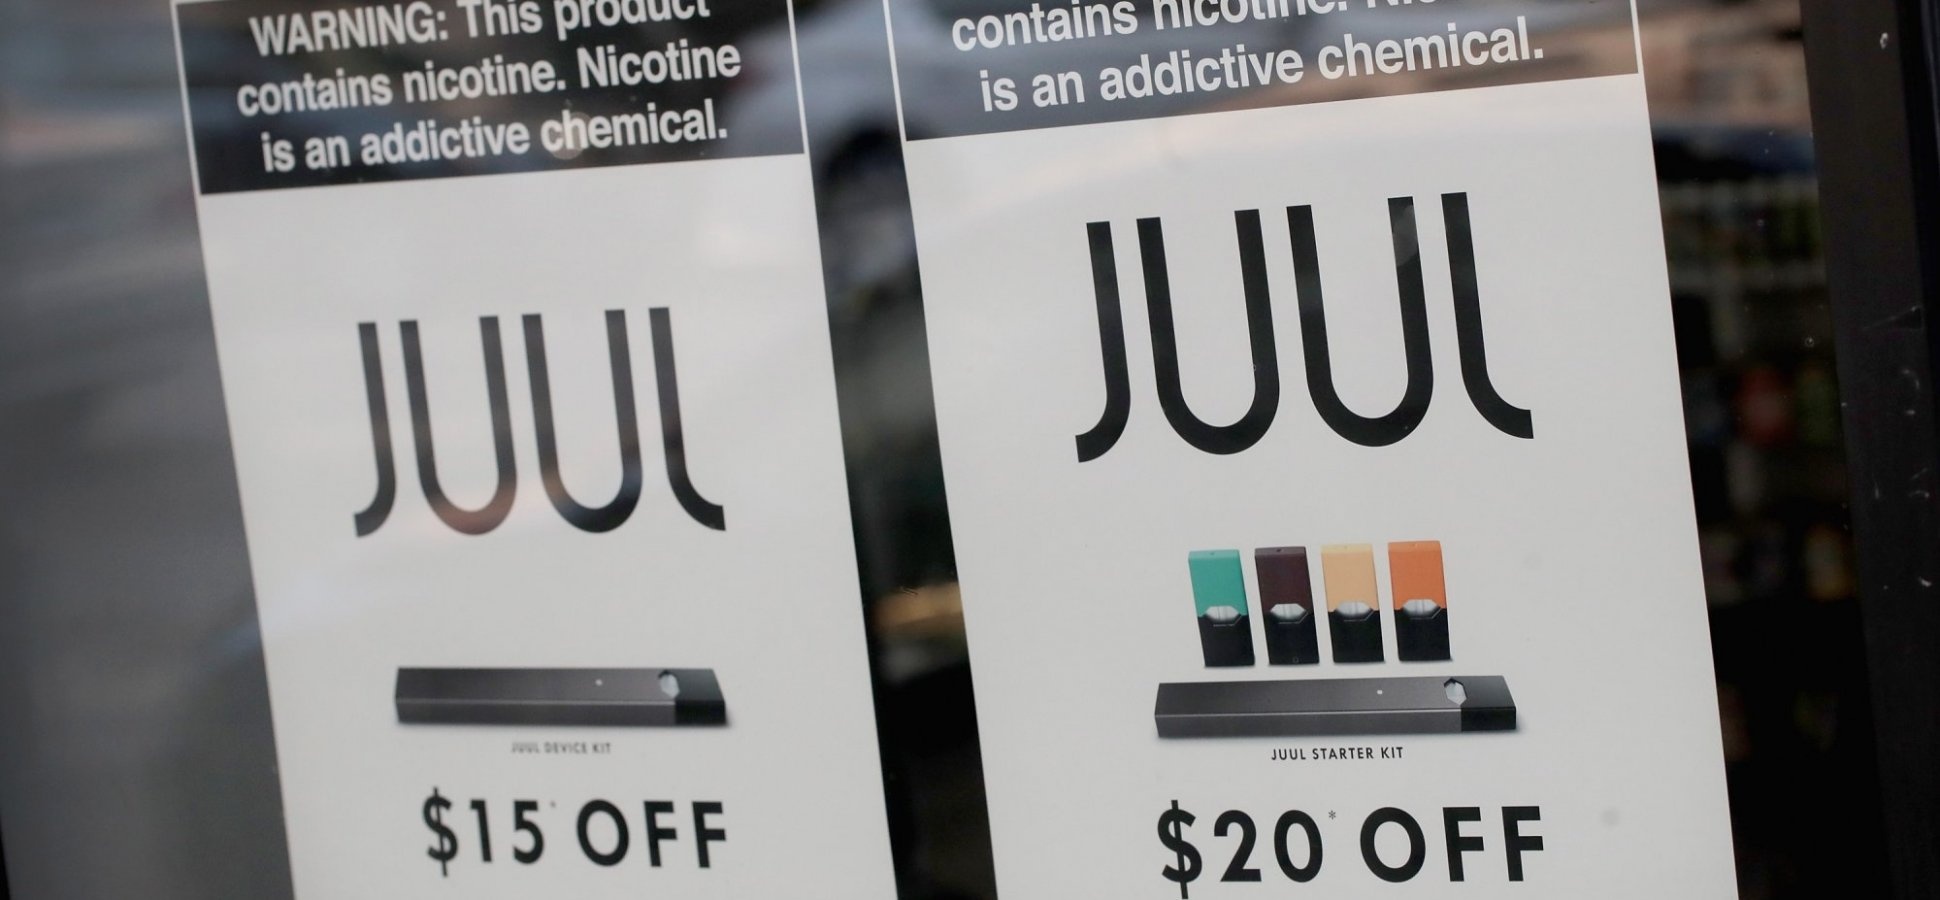 WARNING: This product
contains nicotine. Nicotine
is an addictive chemical.
JUUL
JUUL DEVICE KIT
$15* OFF
contains nicotine.
is an addictive chemical.
JUUL
JUUL STARTER KIT
$20* OFF